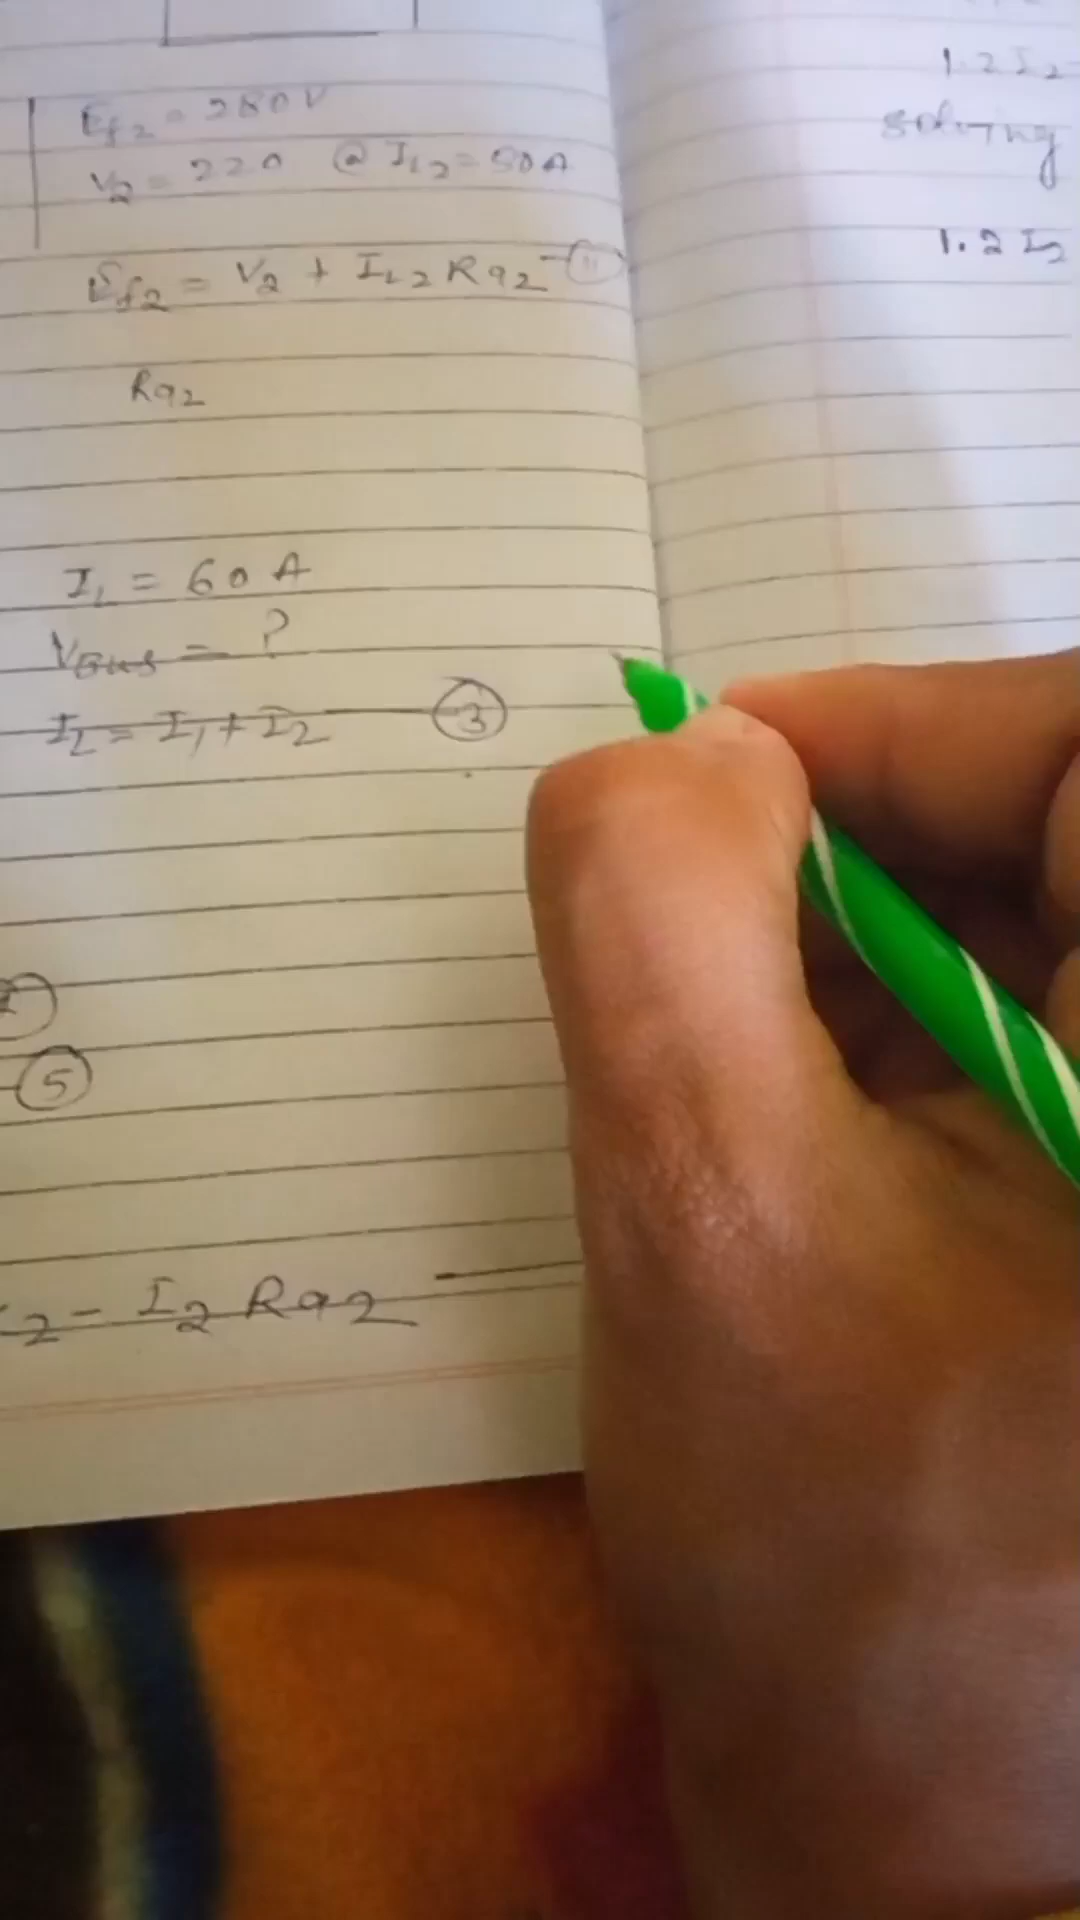 Ef2 = 280V
V2 = 220 @ IL2 = 50A
Ef2 = V2 + IL2 Ra2 —
Ra2
IL = 60 A
VBus = ?
IL = I1 + I2 — 3
5
2 - I2 Ra2 —
1.2 I2
solving
1.2 I2